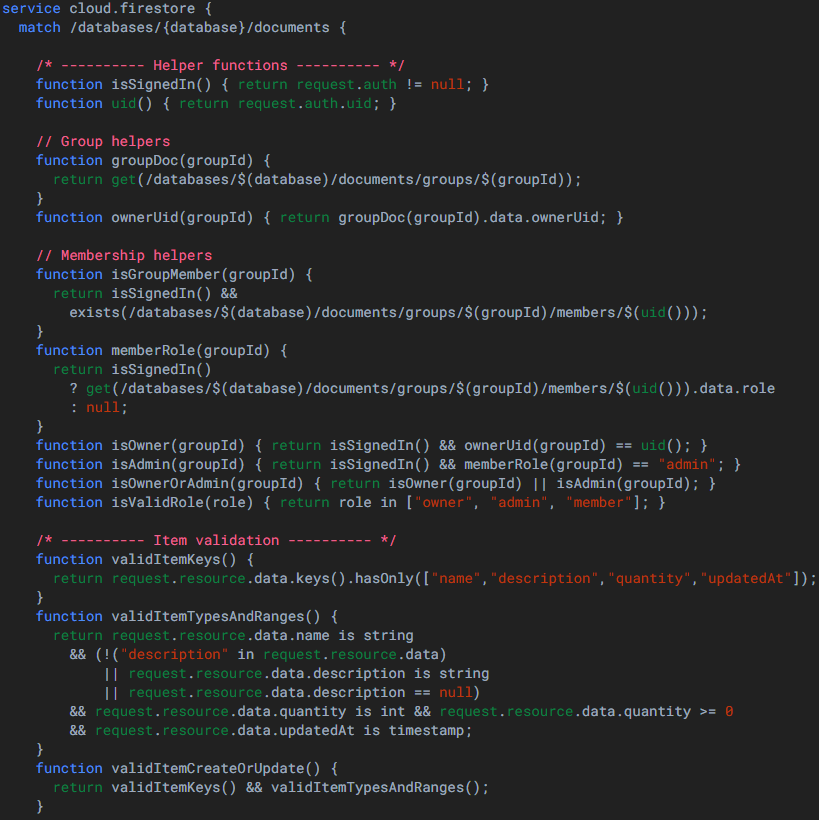 service cloud.firestore {
  match /databases/{database}/documents {

    /* ---------- Helper functions ---------- */
    function isSignedIn() { return request.auth != null; }
    function uid() { return request.auth.uid; }

    // Group helpers
    function groupDoc(groupId) {
      return get(/databases/$(database)/documents/groups/$(groupId));
    }
    function ownerUid(groupId) { return groupDoc(groupId).data.ownerUid; }

    // Membership helpers
    function isGroupMember(groupId) {
      return isSignedIn() &&
        exists(/databases/$(database)/documents/groups/$(groupId)/members/$(uid()));
    }
    function memberRole(groupId) {
      return isSignedIn()
        ? get(/databases/$(database)/documents/groups/$(groupId)/members/$(uid())).data.role
        : null;
    }
    function isOwner(groupId) { return isSignedIn() && ownerUid(groupId) == uid(); }
    function isAdmin(groupId) { return isSignedIn() && memberRole(groupId) == "admin"; }
    function isOwnerOrAdmin(groupId) { return isOwner(groupId) || isAdmin(groupId); }
    function isValidRole(role) { return role in ["owner", "admin", "member"]; }

    /* ---------- Item validation ---------- */
    function validItemKeys() {
      return request.resource.data.keys().hasOnly(["name","description","quantity","updatedAt"]);
    }
    function validItemTypesAndRanges() {
      return request.resource.data.name is string
        && (!("description" in request.resource.data)
            || request.resource.data.description is string
            || request.resource.data.description == null)
        && request.resource.data.quantity is int && request.resource.data.quantity >= 0
        && request.resource.data.updatedAt is timestamp;
    }
    function validItemCreateOrUpdate() {
      return validItemKeys() && validItemTypesAndRanges();
    }